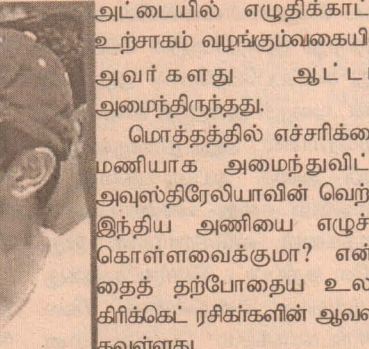 அட்டையில் எழுதிக்காட்
உற்சாகம் வழங்கும்வகையி
அவர்களது ஆட்ட
அமைந்திருந்தது.
மொத்தத்தில் எச்சரிக்கை
மணியாக அமைந்துவிட்
அவுஸ்திரேலியாவின் வெற்
இந்திய அணியை எழுச்
கொள்ளவைக்குமா? என்
தைத் தற்போதைய உல
கிரிக்கெட் ரசிகர்களின் ஆவ